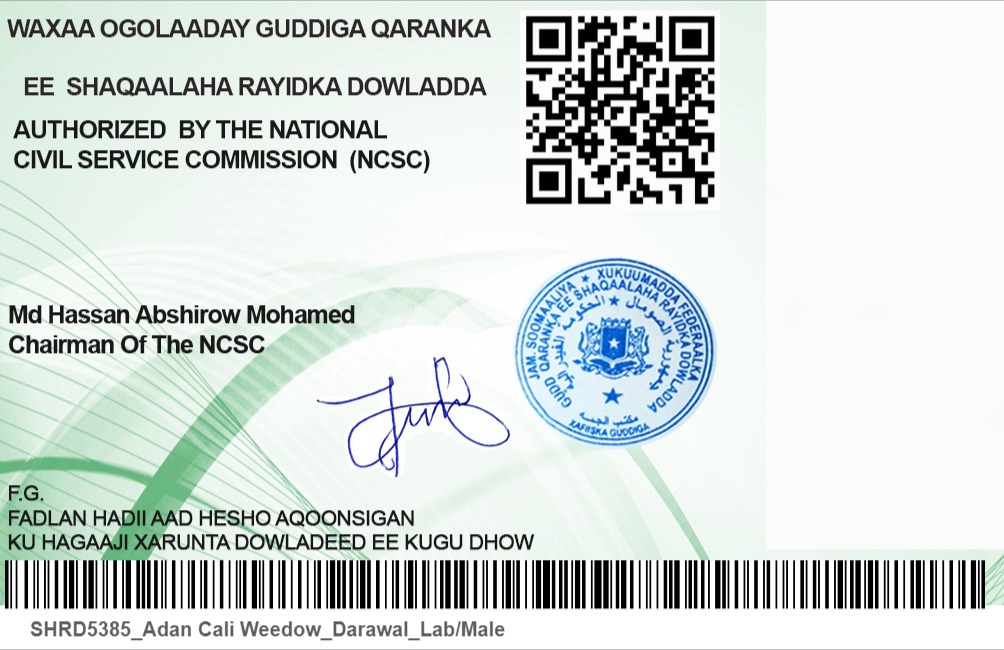 WAXAA OGOLAADAY GUDDIGA QARANKA
EE SHAQAALAHA RAYIDKA DOWLADDA
AUTHORIZED BY THE NATIONAL
CIVIL SERVICE COMMISSION (NCSC)
Md Hassan Abshirow Mohamed
Chairman Of The NCSC
JAM. SOOMAALIYA ★ XUKUUMADDA FEDERAALKA
GUDD QARANKA EE SHAQAALAHA RAYIDKA DOWLADDA
XAFIISKA GUDDIGA
F.G.
FADLAN HADII AAD HESHO AQOONSIGAN
KU HAGAAJI XARUNTA DOWLADEED EE KUGU DHOW
SHRD5385_Adan Cali Weedow_Darawal_Lab/Male